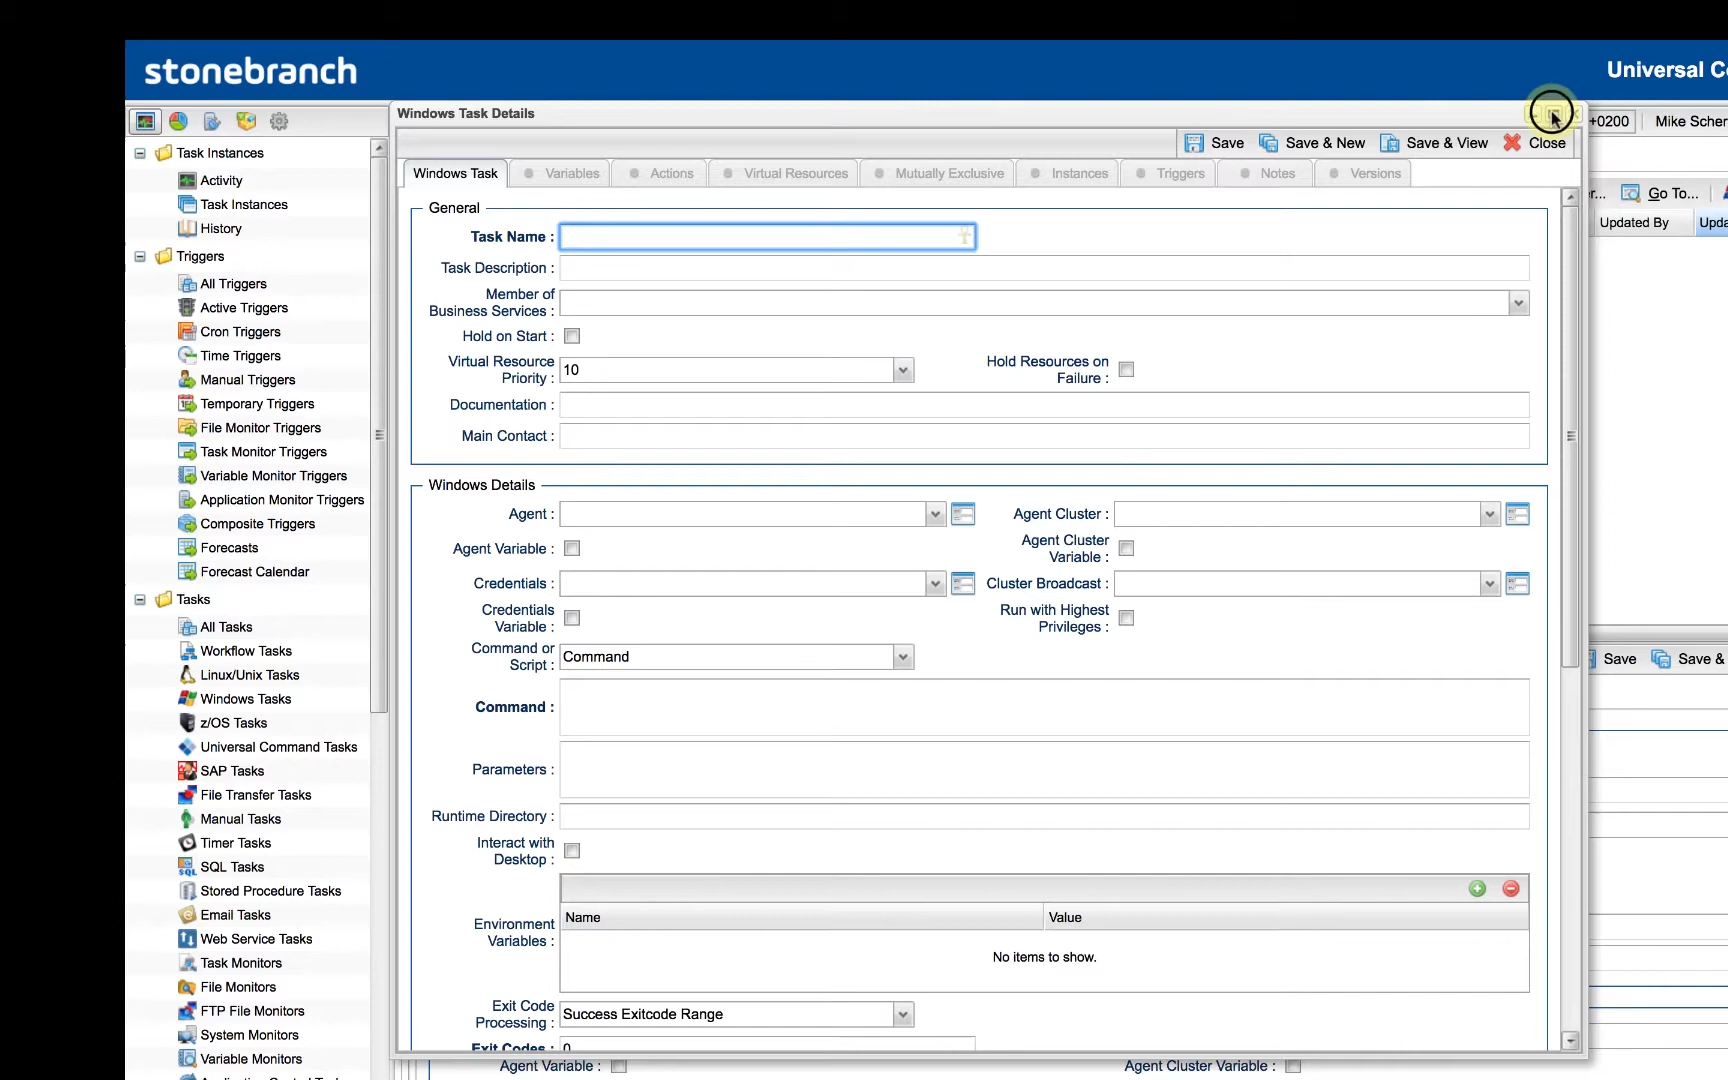 stonebranch
Universal C
Windows Task Details
+0200
Mike Scher
Save
Save & New
Save & View
Close
Windows Task
Variables
Actions
Virtual Resources
Mutually Exclusive
Instances
Triggers
Notes
Versions
Task Instances
Activity
Task Instances
History
Triggers
All Triggers
Active Triggers
Cron Triggers
Time Triggers
Manual Triggers
Temporary Triggers
File Monitor Triggers
Task Monitor Triggers
Variable Monitor Triggers
Application Monitor Triggers
Composite Triggers
Forecasts
Forecast Calendar
Tasks
All Tasks
Workflow Tasks
Linux/Unix Tasks
Windows Tasks
z/OS Tasks
Universal Command Tasks
SAP Tasks
File Transfer Tasks
Manual Tasks
Timer Tasks
SQL Tasks
Stored Procedure Tasks
Email Tasks
Web Service Tasks
Task Monitors
File Monitors
FTP File Monitors
System Monitors
Variable Monitors
General
Task Name :
Task Description :
Member of
Business Services :
Hold on Start :
Virtual Resource
Priority :
10
Hold Resources on
Failure :
Documentation :
Main Contact :
Windows Details
Agent :
Agent Cluster :
Agent Variable :
Agent Cluster
Variable :
Credentials :
Cluster Broadcast :
Credentials
Variable :
Run with Highest
Privileges :
Command or
Script :
Command
Command :
Parameters :
Runtime Directory :
Interact with
Desktop :
Environment
Variables :
Name
Value
No items to show.
Exit Code
Processing :
Success Exitcode Range
Exit Codes :
0
Agent Variable :
Agent Cluster Variable :
r...
Go To...
Updated By
Upda
Save
Save &